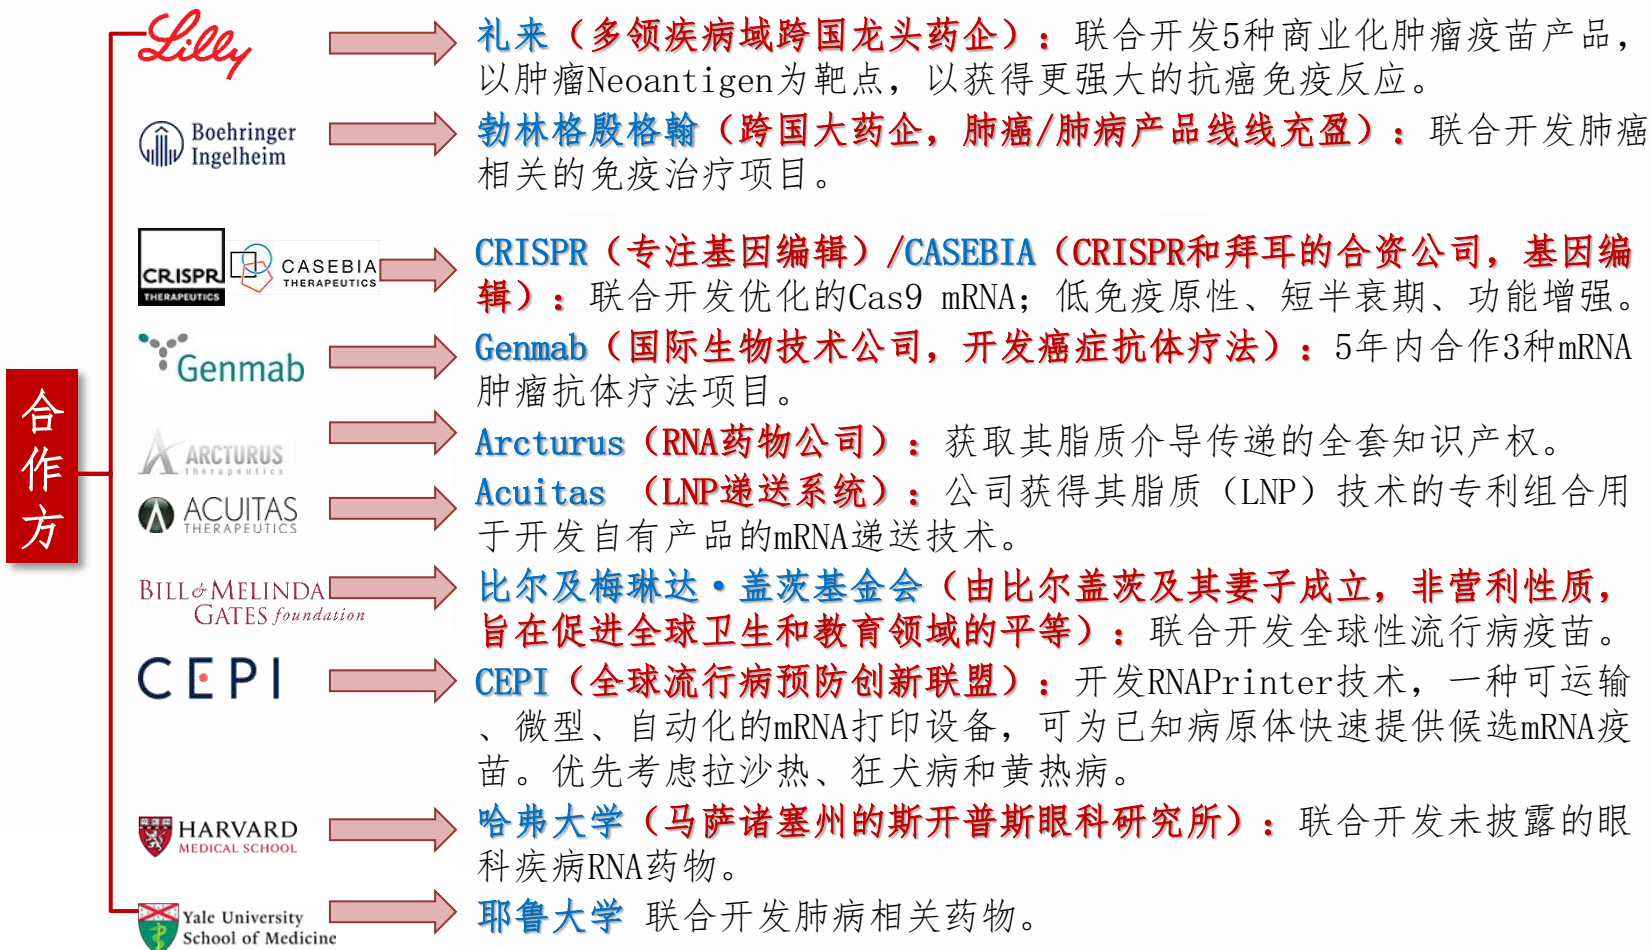 合作方
Lilly
礼来（多领疾病域跨国龙头药企）：联合开发5种商业化肿瘤疫苗产品，
以肿瘤Neoantigen为靶点，以获得更强大的抗癌免疫反应。
Boehringer
Ingelheim
勃林格殷格翰（跨国大药企，肺癌/肺病产品线线充盈）：联合开发肺癌
相关的免疫治疗项目。
CRISPR
THERAPEUTICS
CASEBIA
THERAPEUTICS
CRISPR（专注基因编辑）/CASEBIA（CRISPR和拜耳的合资公司，基因编
辑）：联合开发优化的Cas9 mRNA；低免疫原性、短半衰期、功能增强。
Genmab
Genmab（国际生物技术公司，开发癌症抗体疗法）：5年内合作3种mRNA
肿瘤抗体疗法项目。
ARCTURUS
therapeutics
Arcturus（RNA药物公司）：获取其脂质介导传递的全套知识产权。
ACUITAS
THERAPEUTICS
Acuitas （LNP递送系统）：公司获得其脂质（LNP）技术的专利组合用
于开发自有产品的mRNA递送技术。
BILL & MELINDA
GATES foundation
比尔及梅琳达·盖茨基金会（由比尔盖茨及其妻子成立，非营利性质，
旨在促进全球卫生和教育领域的平等）：联合开发全球性流行病疫苗。
CEPI
CEPI（全球流行病预防创新联盟）：开发RNAPrinter技术，一种可运输
、微型、自动化的mRNA打印设备，可为已知病原体快速提供候选mRNA疫
苗。优先考虑拉沙热、狂犬病和黄热病。
HARVARD
MEDICAL SCHOOL
哈弗大学（马萨诸塞州的斯开普斯眼科研究所）：联合开发未披露的眼
科疾病RNA药物。
Yale University
School of Medicine
耶鲁大学 联合开发肺病相关药物。